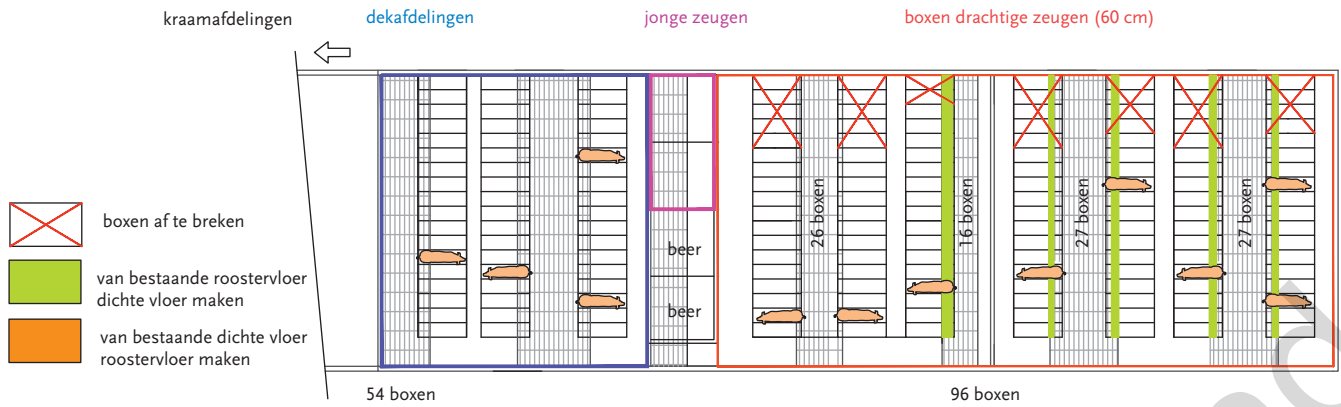 kraamafdelingen
dekafdelingen
jonge zeugen
boxen drachtige zeugen (60 cm)
26 boxen
16 boxen
27 boxen
27 boxen
beer
beer
boxen af te breken
van bestaande roostervloer
dichte vloer maken
van bestaande dichte vloer
roostervloer maken
54 boxen
96 boxen